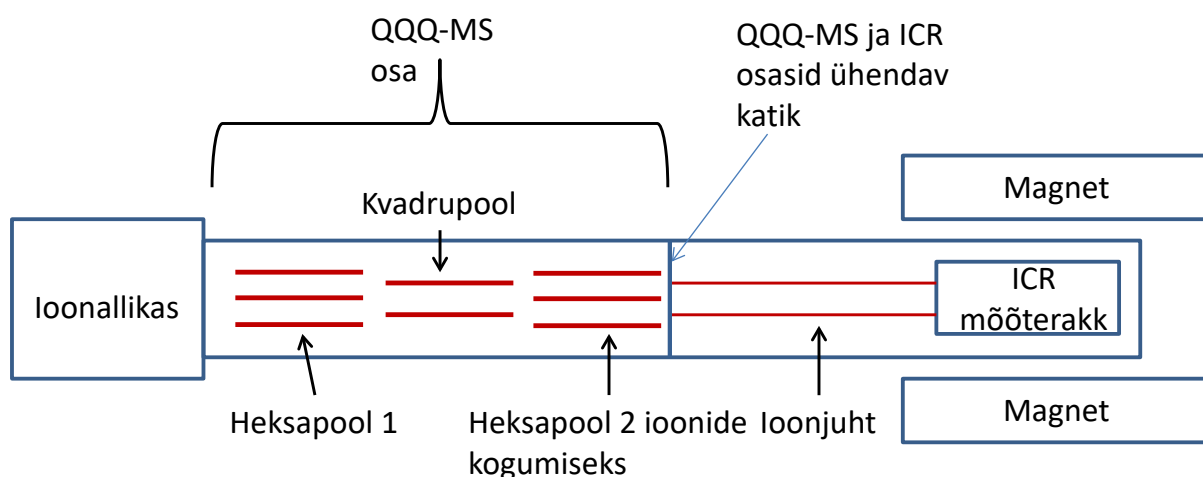 QQQ-MS
osa
QQQ-MS ja ICR
osasid ühendav
katik
Magnet
Kvadrupool
Ioonallikas
ICR
mõõterakk
Heksapool 1
Heksapool 2 ioonide
kogumiseks
Ioonjuht
Magnet